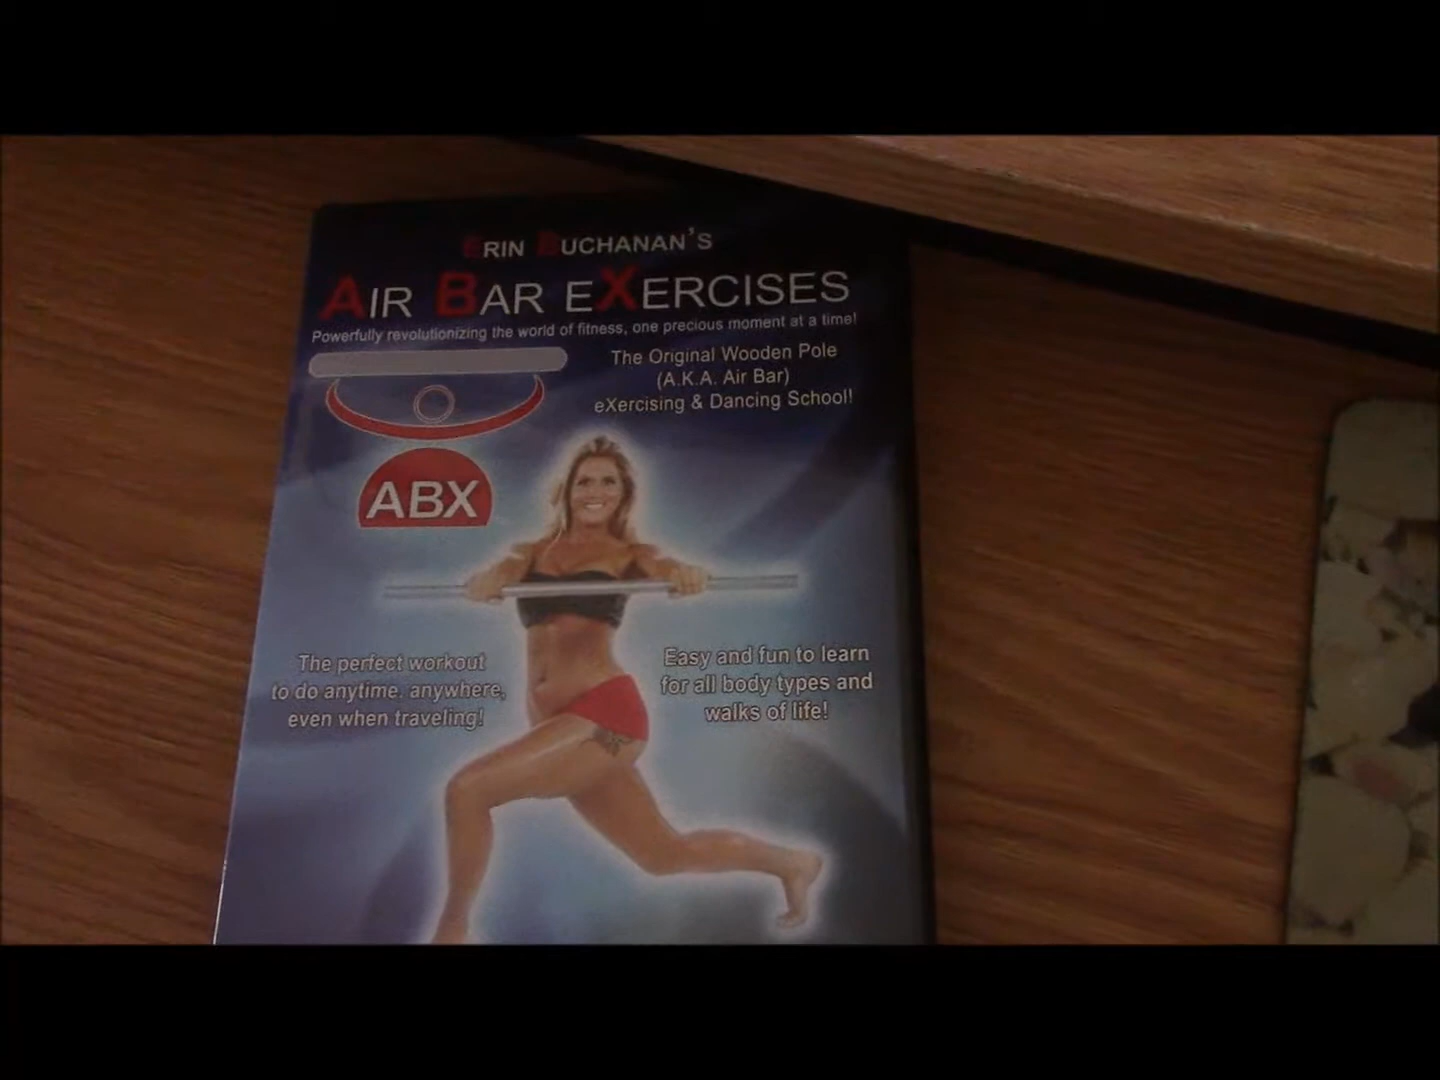 ERIN BUCHANAN'S
AIR BAR EXERCISES
Powerfully revolutionizing the world of fitness, one precious moment at a time!
The Original Wooden Pole
(A.K.A. Air Bar)
eXercising & Dancing School!
ABX
The perfect workout
to do anytime. anywhere,
even when traveling!
Easy and fun to learn
for all body types and
walks of life!